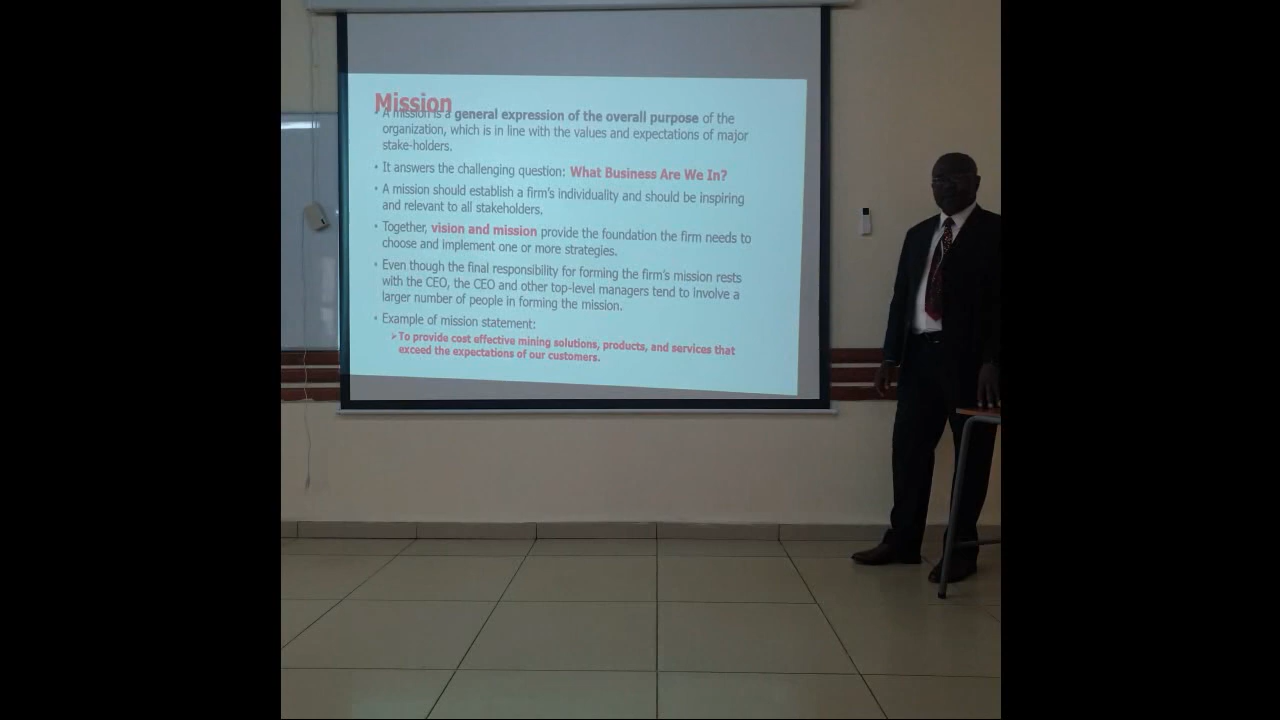 Mission
• A mission is a general expression of the overall purpose of the
organization, which is in line with the values and expectations of major
stake-holders.
• It answers the challenging question: What Business Are We In?
• A mission should establish a firm's individuality and should be inspiring
and relevant to all stakeholders.
• Together, vision and mission provide the foundation the firm needs to
choose and implement one or more strategies.
• Even though the final responsibility for forming the firm's mission rests
with the CEO, the CEO and other top-level managers tend to involve a
larger number of people in forming the mission.
• Example of mission statement:
➢To provide cost effective mining solutions, products, and services that
exceed the expectations of our customers.